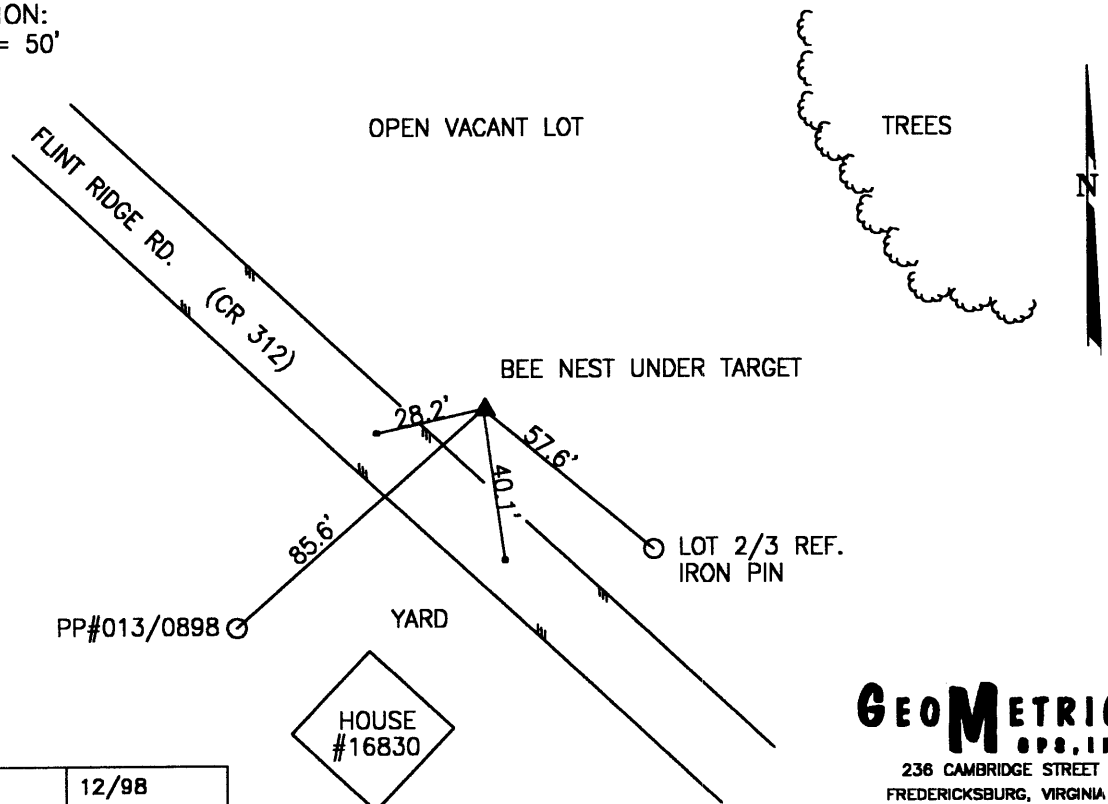 = 50'
OPEN VACANT LOT
TREES
N
FLINT RIDGE RD.
(CR 312)
BEE NEST UNDER TARGET
28.2'
57.6'
40.1'
85.6'
LOT 2/3 REF.
IRON PIN
PP#013/0898
YARD
HOUSE
#16830
12/98
GEOMETRIC
GPS, I
236 CAMBRIDGE STREET
FREDERICKSBURG, VIRGINIA